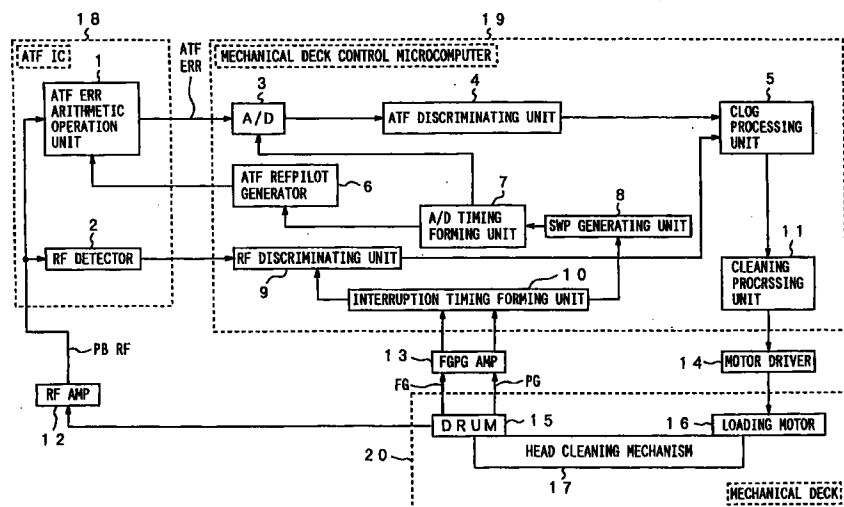 18
19
ATF IC
ATF
ERR
MECHANICAL DECK CONTROL MICROCOMPUTER
1
ATF ERR
ARITHMETIC
OPERATION
UNIT
3
A/D
4
ATF DISCRIMINATING UNIT
5
CLOG
PROCESSING
UNIT
ATF REFPILOT
GENERATOR
6
7
A/D TIMING
FORMING UNIT
8
SWP GENERATING UNIT
2
RF DETECTOR
RF DISCRIMINATING UNIT
9
10
INTERRUPTION TIMING FORMING UNIT
11
CLEANING
PROCRSSING
UNIT
PB RF
13
FGPG AMP
14
MOTOR DRIVER
FG
PG
RF AMP
12
DRUM
15
16
LOADING MOTOR
20
HEAD CLEANING MECHANISM
17
MECHANICAL DECK